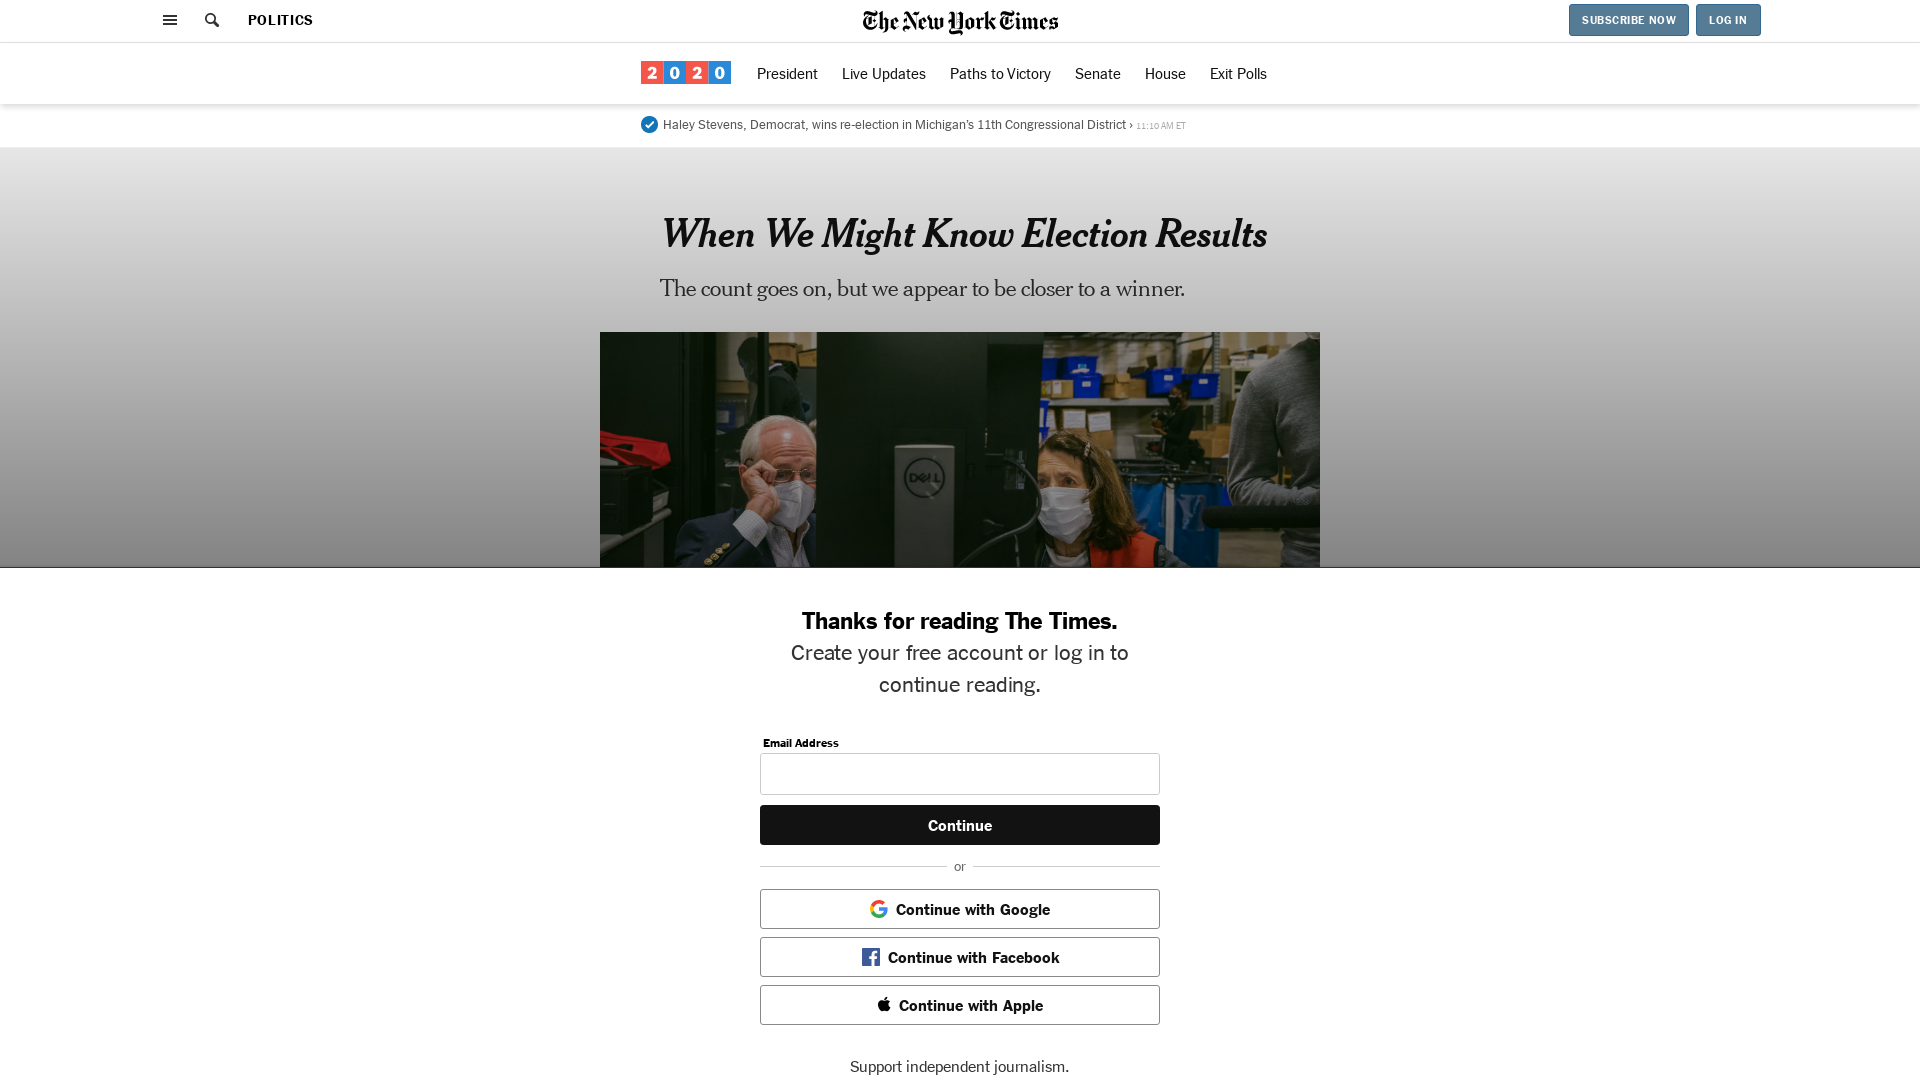 POLITICS
The New York Times
SUBSCRIBE NOW
LOG IN
2020
President
Live Updates
Paths to Victory
Senate
House
Exit Polls
Haley Stevens, Democrat, wins re-election in Michigan’s 11th Congressional District › 11:10 AM ET
When We Might Know Election Results
The count goes on, but we appear to be closer to a winner.
DELL
Thanks for reading The Times.
Create your free account or log in to
continue reading.
Email Address
Continue
or
Continue with Google
Continue with Facebook
Continue with Apple
Support independent journalism.